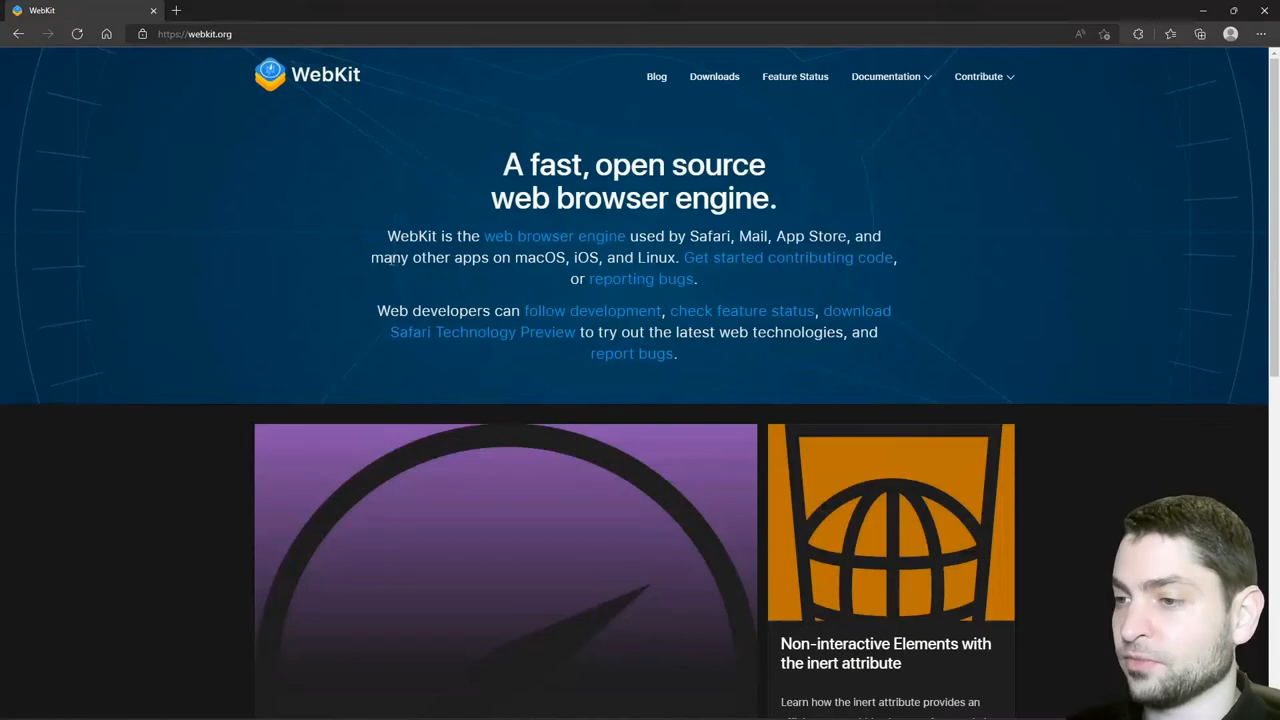 WebKit
https://webkit.org
WebKit
Blog
Downloads
Feature Status
Documentation
Contribute
A fast, open source
web browser engine.
WebKit is the web browser engine used by Safari, Mail, App Store, and
many other apps on macOS, iOS, and Linux. Get started contributing code,
or reporting bugs.
Web developers can follow development, check feature status, download
Safari Technology Preview to try out the latest web technologies, and
report bugs.
Non-interactive Elements with
the inert attribute
Learn how the inert attribute provides an